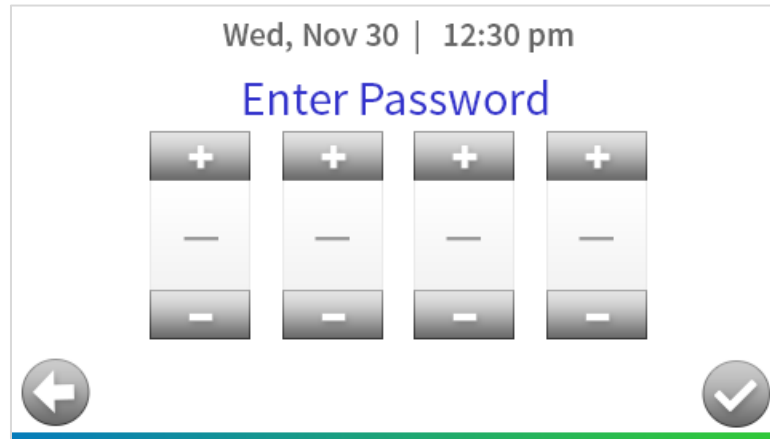 Wed, Nov 30 | 12:30 pm
Enter Password
+ + + +
— — — —
- - - -